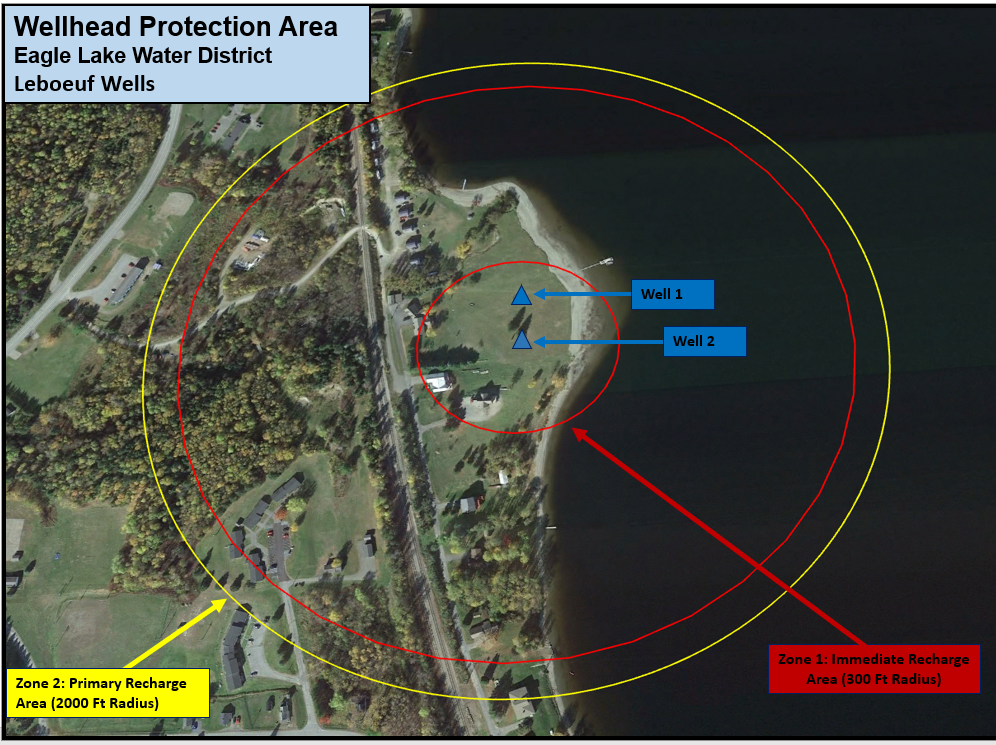 Wellhead Protection Area
Eagle Lake Water District
Leboeuf Wells
Well 1
Well 2
Zone 1: Immediate Recharge
Area (300 Ft Radius)
Zone 2: Primary Recharge
Area (2000 Ft Radius)